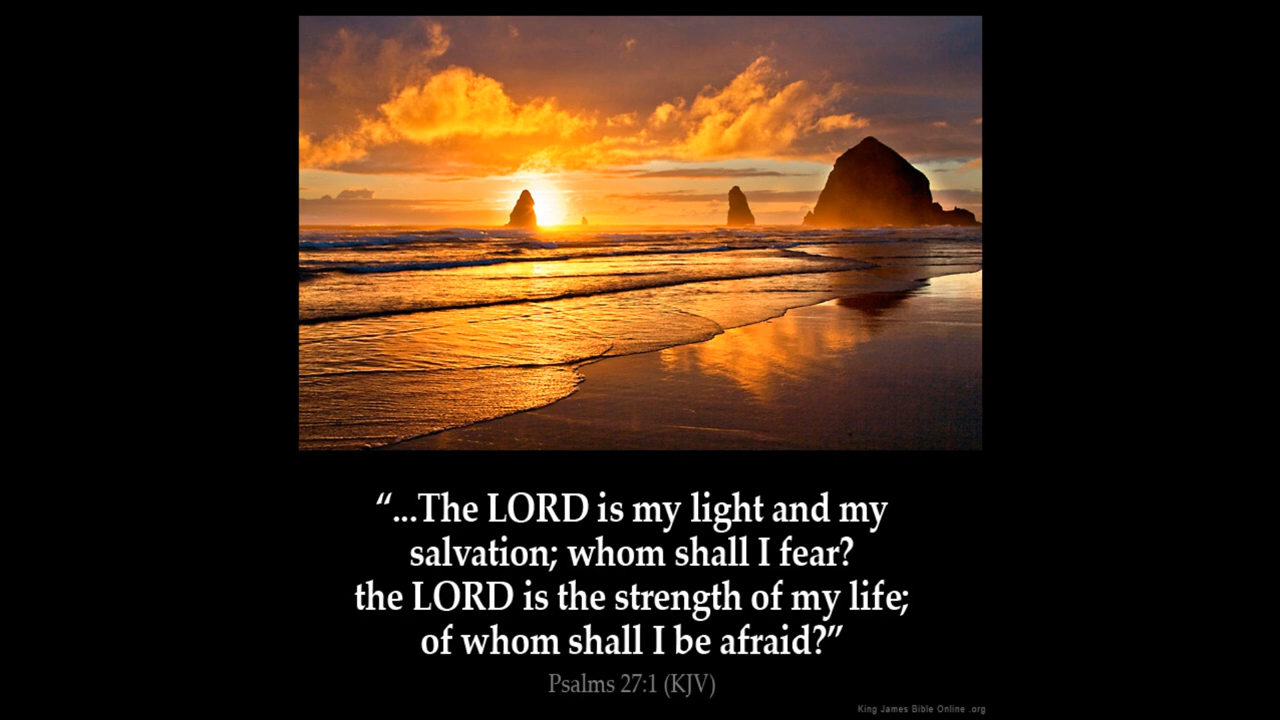 “...The LORD is my light and my
salvation; whom shall I fear?
the LORD is the strength of my life;
of whom shall I be afraid?”
Psalms 27:1 (KJV)
King James Bible Online .org